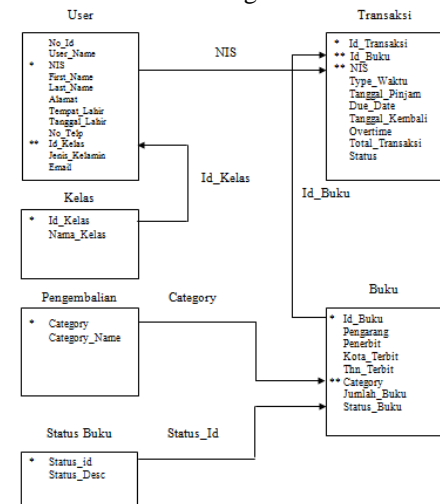 User
No_Id
User_Name
* NIS
First_Name
Last_Name
Alamat
Tempat_Lahir
Tanggal_Lahir
No_Telp
** Id_Kelas
Jenis_Kelamin
Email
NIS
Transaksi
* Id_Transaksi
** Id_Buku
** NIS
Type_Waktu
Tanggal_Pinjam
Due_Date
Tanggal_Kembali
Overtime
Total_Transaksi
Status
Id_Kelas
Id_Buku
Kelas
* Id_Kelas
Nama_Kelas
Pengembalian
Category
* Category
Category_Name
Buku
* Id_Buku
Pengarang
Penerbit
Kota_Terbit
Thn_Terbit
** Category
Jumlah_Buku
Status_Buku
Status Buku
Status_Id
* Status_id
Status_Desc